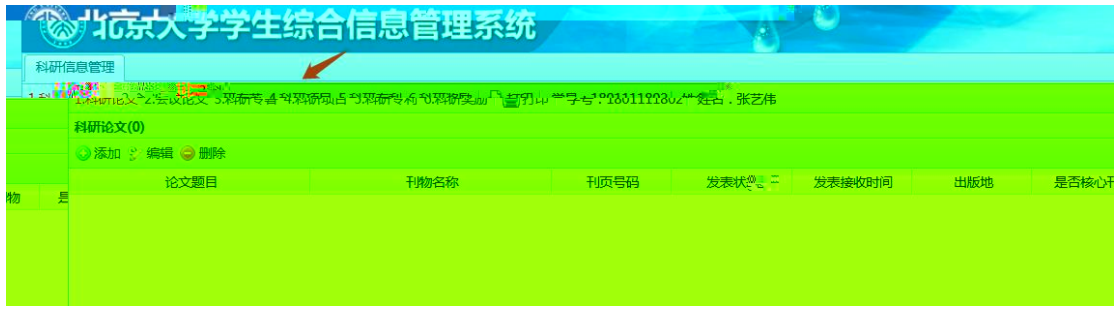 北京大学学生综合信息管理系统
科研信息管理
1.科研论文 2.会议论文 3.科研专著 4.科研项目 5.科研专利 6.科研奖励 打印 学号：1801111802 姓名：张艺伟
科研论文(0)
添加 编辑 删除
物 是 论文题目 刊物名称 刊页号码 发表状 发表接收时间 出版地 是否核心刊